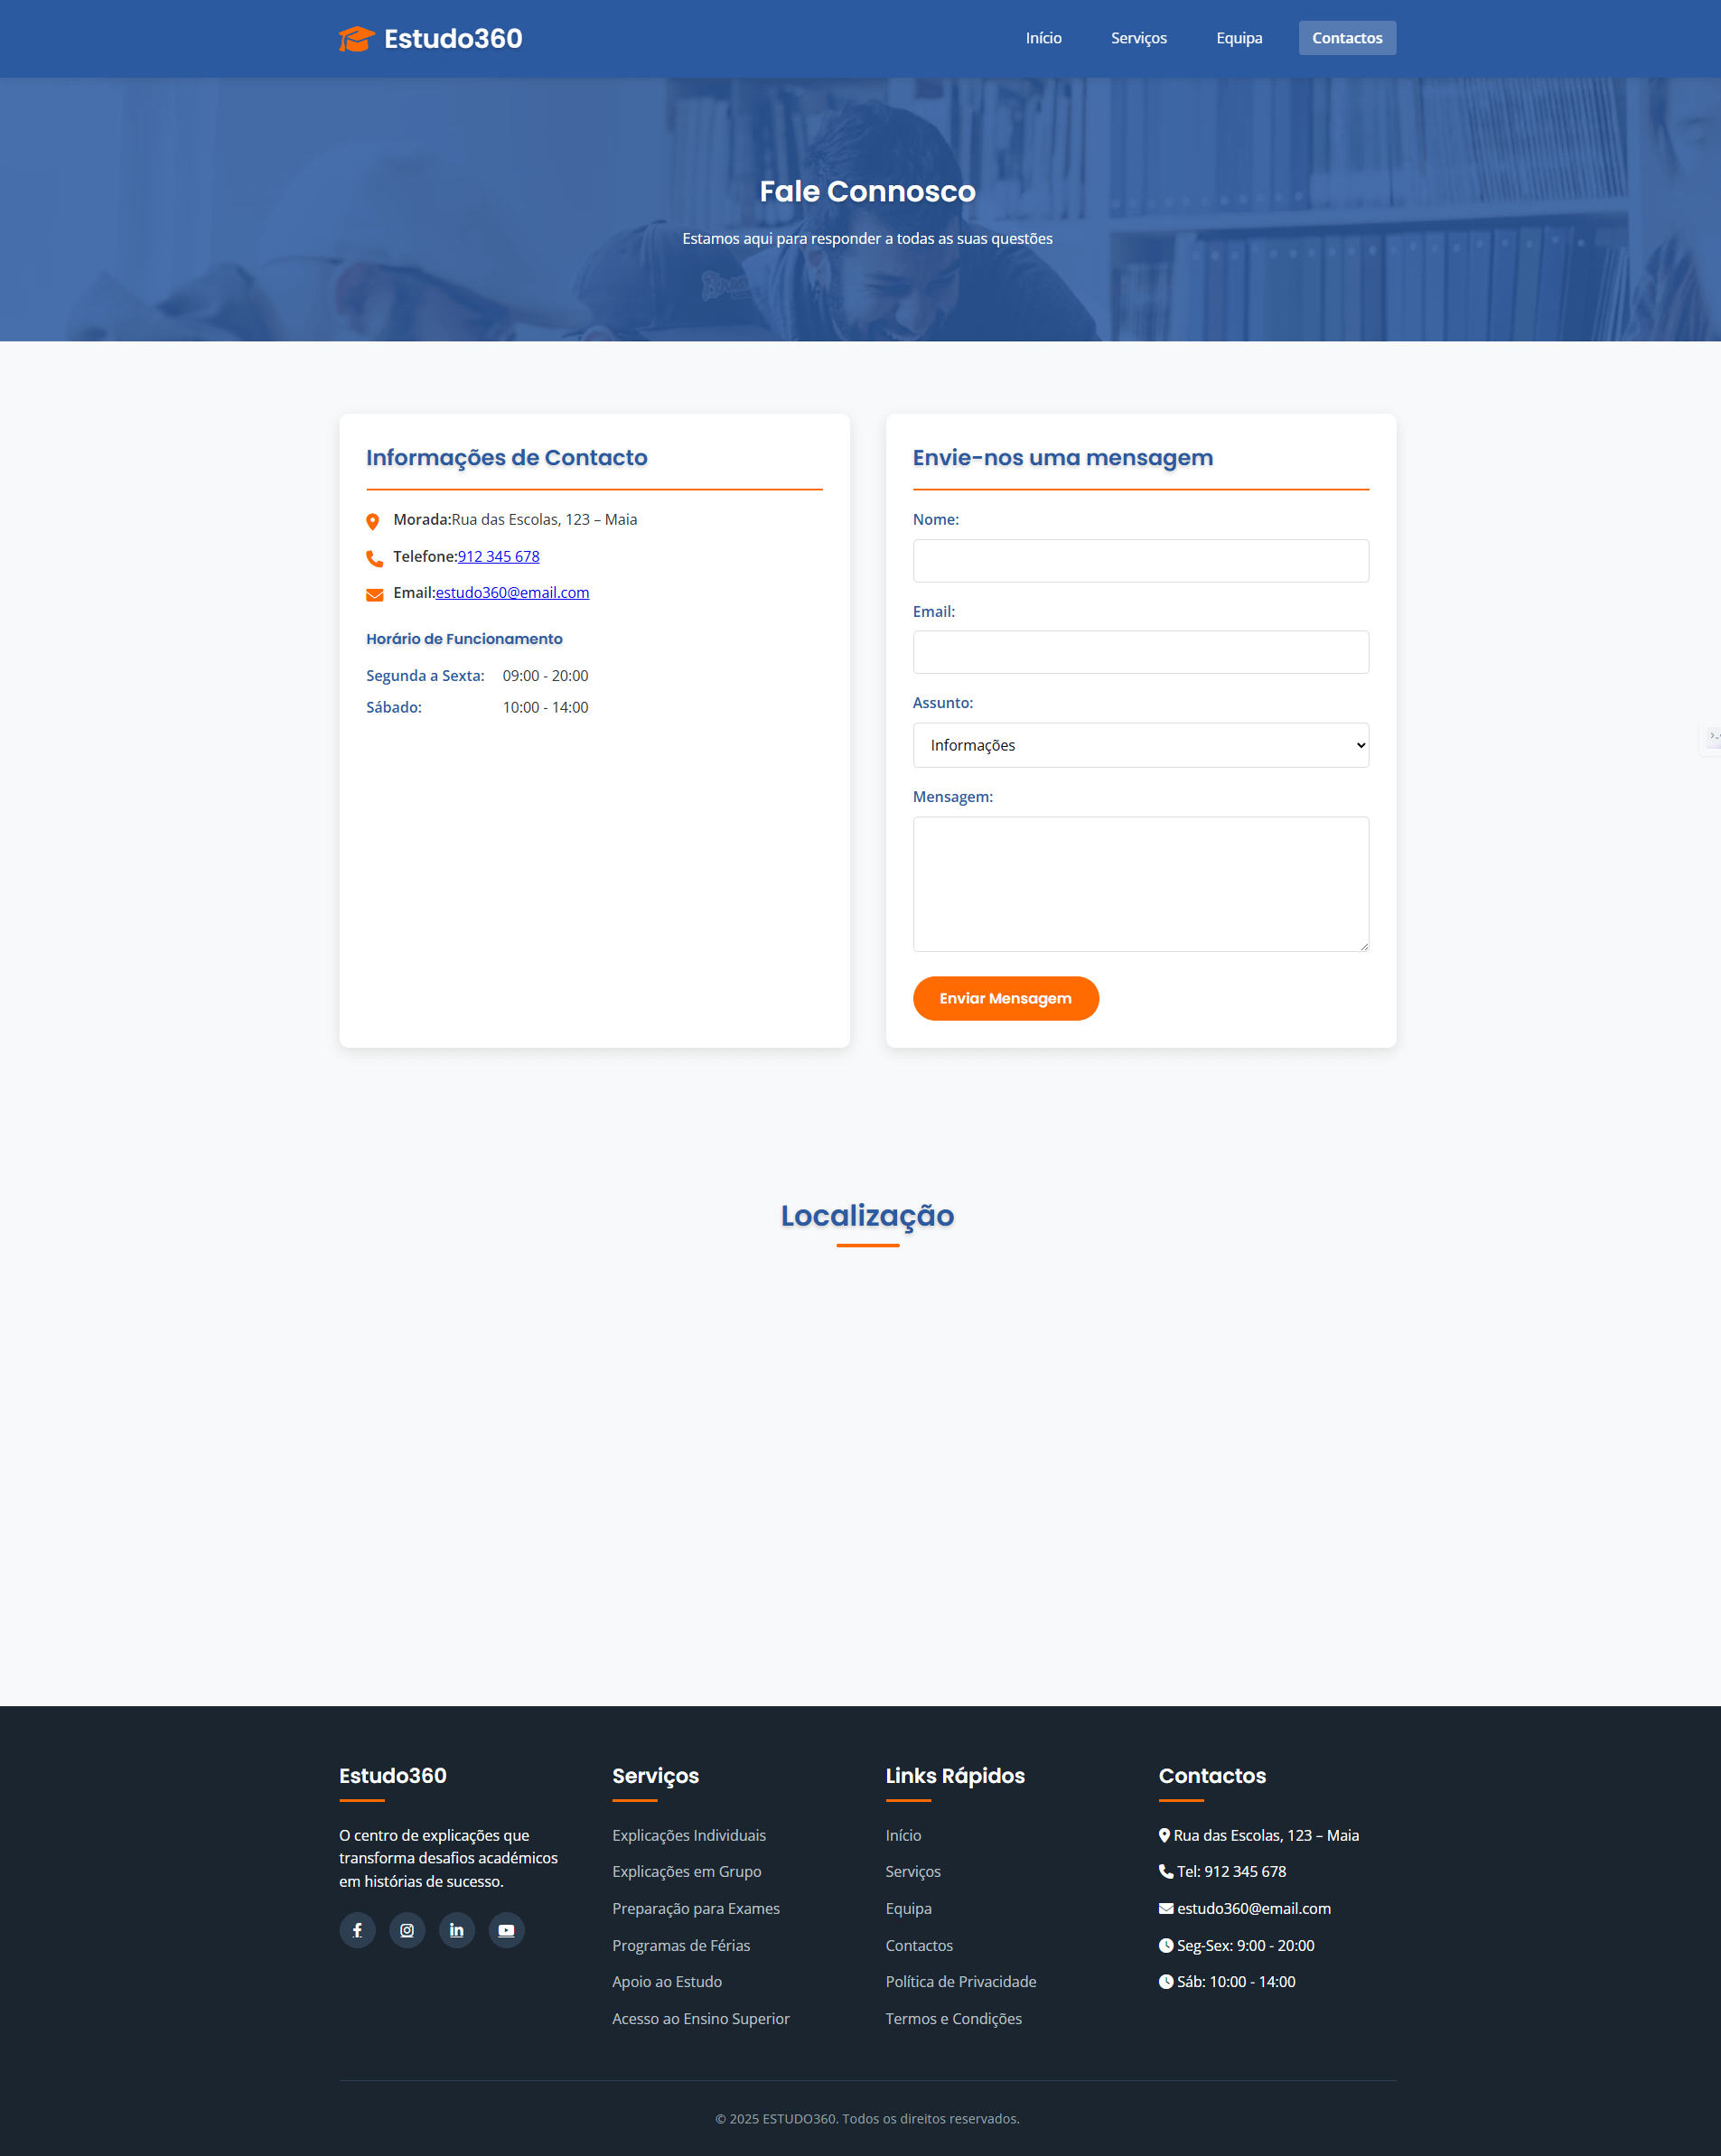 Estudo360
Início
Serviços
Equipa
Contactos
Fale Connosco
Estamos aqui para responder a todas as suas questões
Informações de Contacto
Morada:Rua das Escolas, 123 – Maia
Telefone:912 345 678
Email:estudo360@email.com
Horário de Funcionamento
Segunda a Sexta: 09:00 - 20:00
Sábado: 10:00 - 14:00
Envie-nos uma mensagem
Nome:
Email:
Assunto:
Informações
Mensagem:
Enviar Mensagem
Localização
Estudo360
O centro de explicações que
transforma desafios académicos
em histórias de sucesso.
Serviços
Explicações Individuais
Explicações em Grupo
Preparação para Exames
Programas de Férias
Apoio ao Estudo
Acesso ao Ensino Superior
Links Rápidos
Início
Serviços
Equipa
Contactos
Política de Privacidade
Termos e Condições
Contactos
Rua das Escolas, 123 – Maia
Tel: 912 345 678
estudo360@email.com
Seg-Sex: 9:00 - 20:00
Sáb: 10:00 - 14:00
© 2025 ESTUDO360. Todos os direitos reservados.